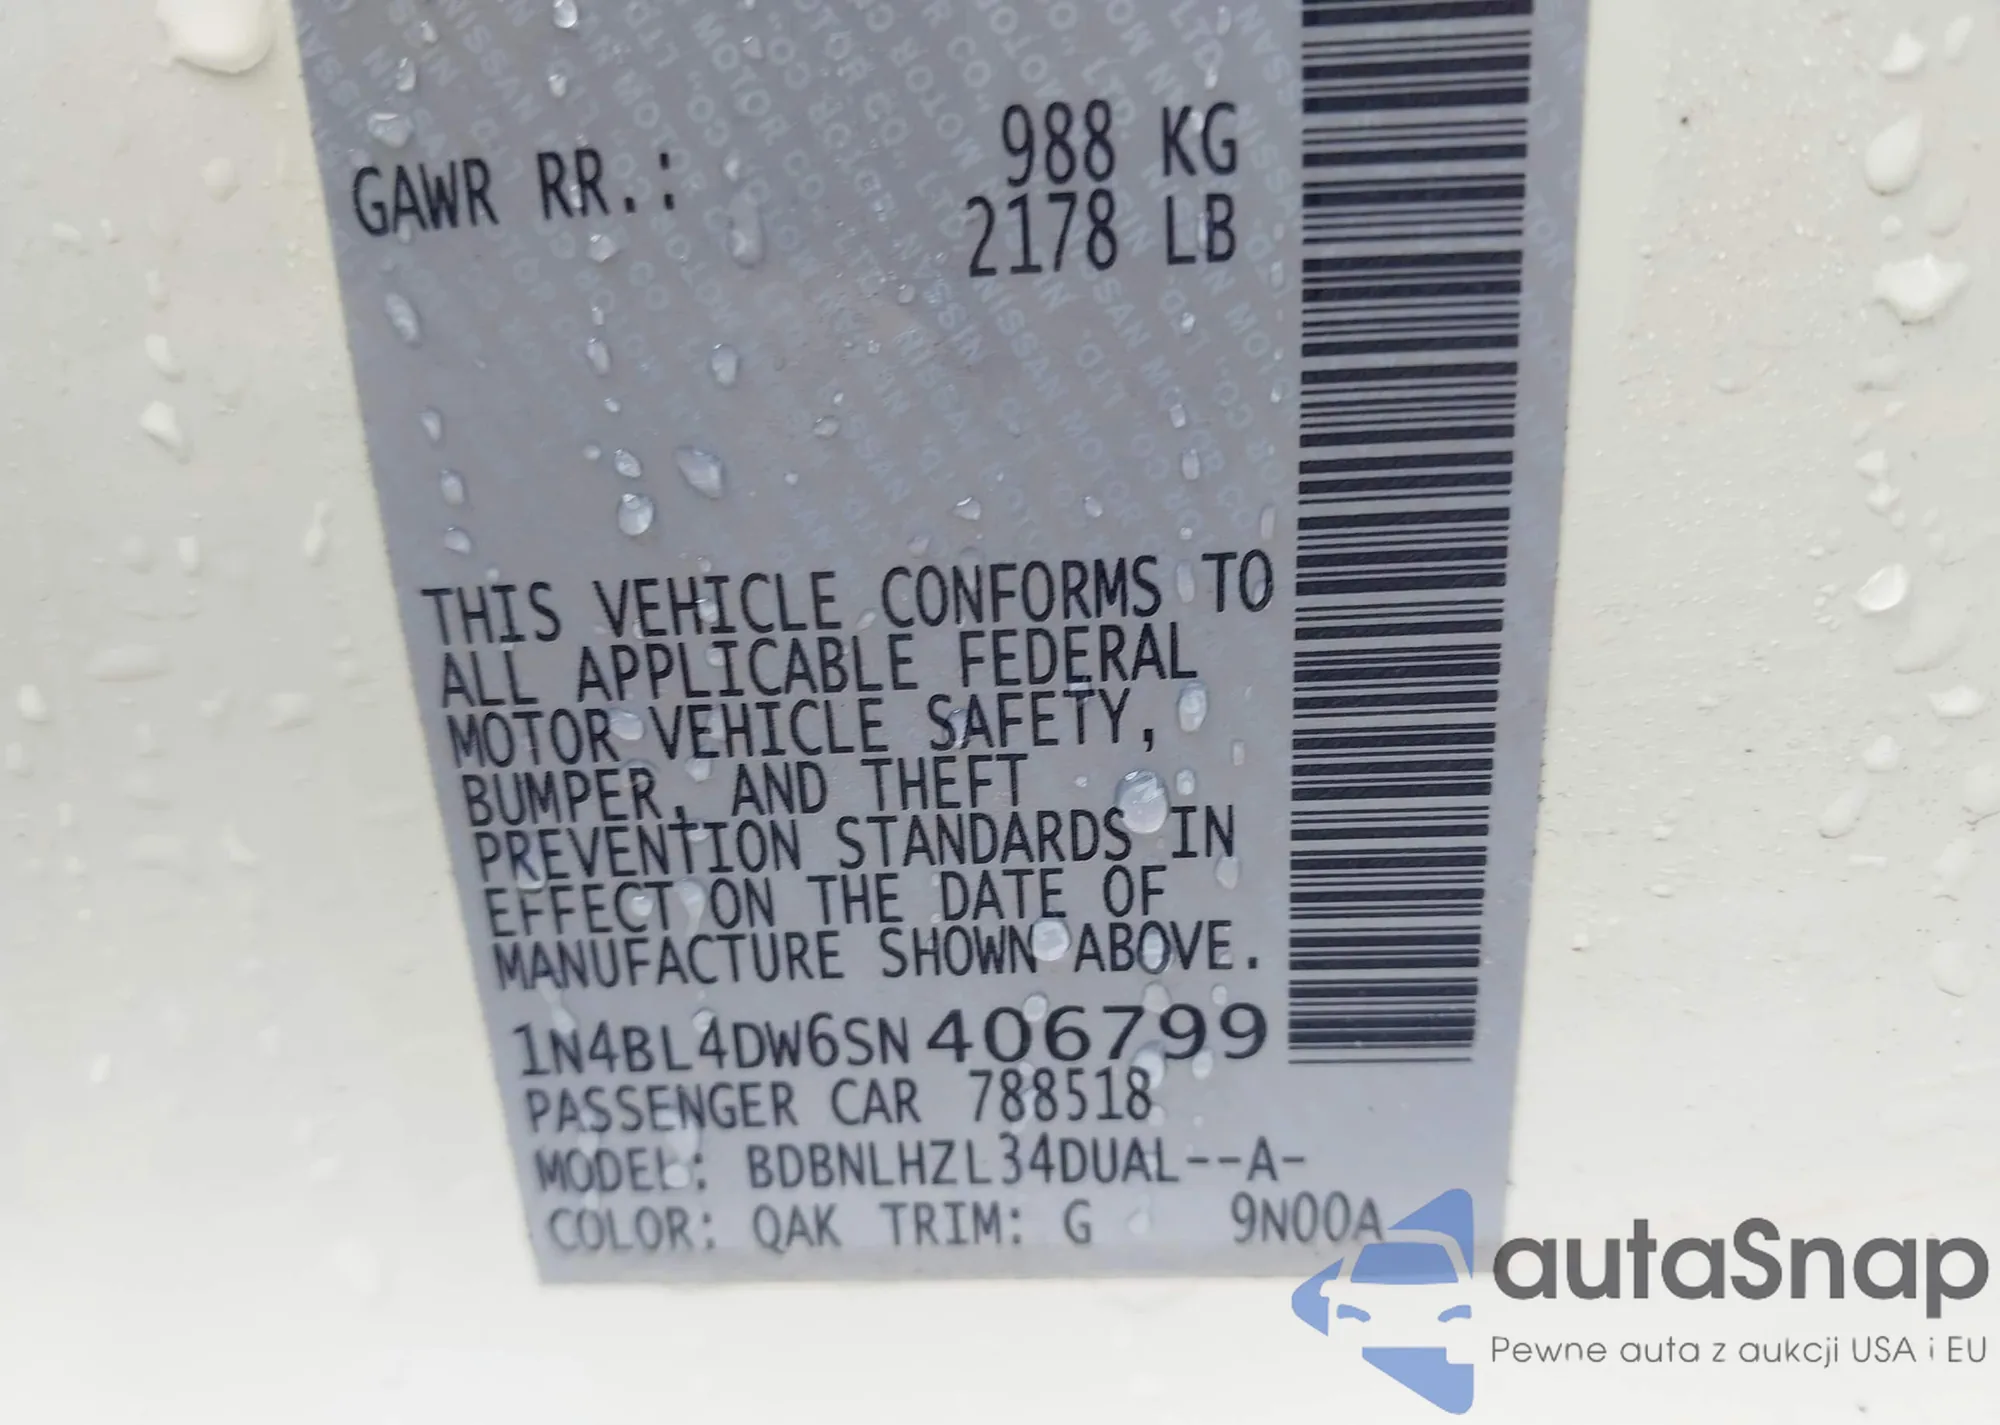 GAWR RR.: 988 KG
2178 LB
THIS VEHICLE CONFORMS TO
ALL APPLICABLE FEDERAL
MOTOR VEHICLE SAFETY,
BUMPER, AND THEFT
PREVENTION STANDARDS IN
EFFECT ON THE DATE OF
MANUFACTURE SHOWN ABOVE.
1N4BL4DW6SN406799
PASSENGER CAR 788518
MODEL: BDBNLHZL34DUAL--A-
COLOR: QAK TRIM: G 9N00A
autaSnap
Pewne auta z aukcji USA i EU